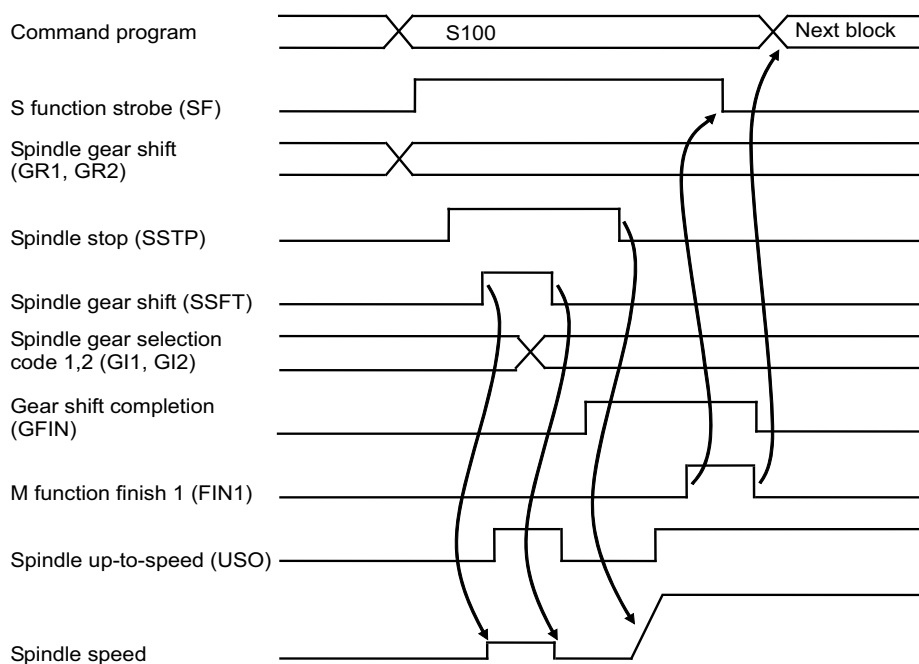 Command program
S100
Next block
S function strobe (SF)
Spindle gear shift
(GR1, GR2)
Spindle stop (SSTP)
Spindle gear shift (SSFT)
Spindle gear selection
code 1,2 (GI1, GI2)
Gear shift completion
(GFIN)
M function finish 1 (FIN1)
Spindle up-to-speed (USO)
Spindle speed